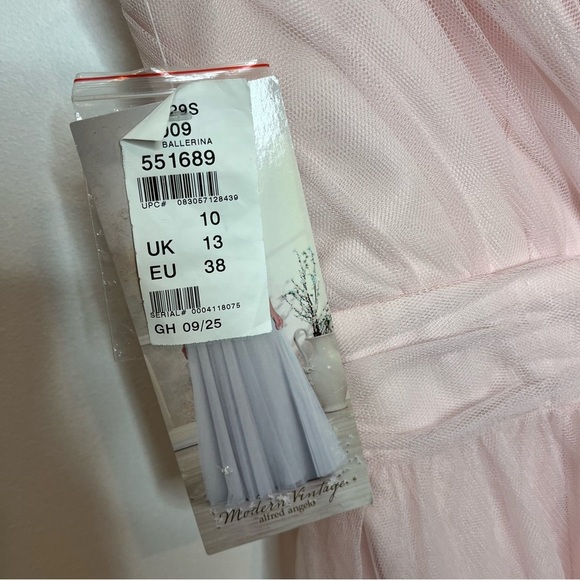 29S
009
BALLERINA
551689
UPC# 083057128439
10
UK 13
EU 38
SERIAL# 0004118075
GH 09/25
Modern Vintage
alfred angelo